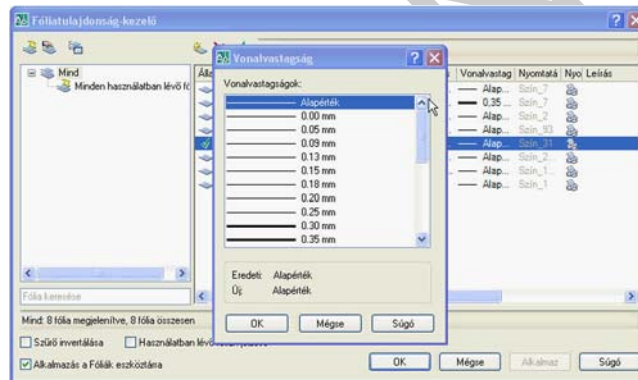 Fóliatulajdonság-kezelő
Mind
Minden használatban lévő fó
Vonalvastagság
Vonalvastagságok:
Alapérték
0.00 mm
0.05 mm
0.09 mm
0.13 mm
0.15 mm
0.18 mm
0.20 mm
0.25 mm
0.30 mm
0.35 mm
Eredeti: Alapérték
Új: Alapérték
OK Mégse Súgó
Vonalvastag Nyomtatá Nyo Leírás
Alap... Szín_7
0,35 ... Szín_7
Alap... Szín_2
Alap... Szín_93
Alap... Szín_31
Alap... Szín_2...
Alap... Szín_1...
Alap... Szín_1
Fólia keresése
Mind: 8 fólia megjelenítve, 8 fólia összesen
Szűrő invertálása
Alkalmazás a Fóliák eszköztárra
OK Mégse Alkalmaz Súgó